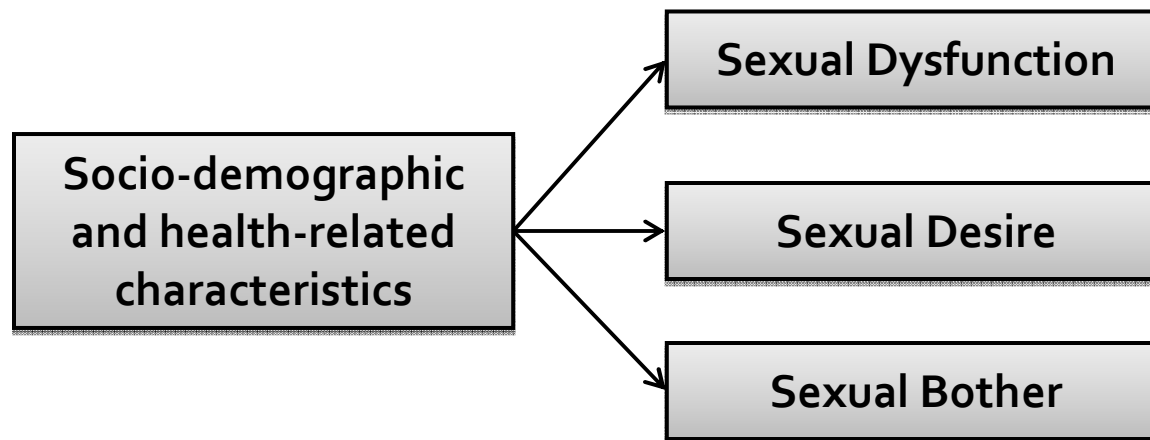 Socio-demographic
and health-related
characteristics
Sexual Dysfunction
Sexual Desire
Sexual Bother